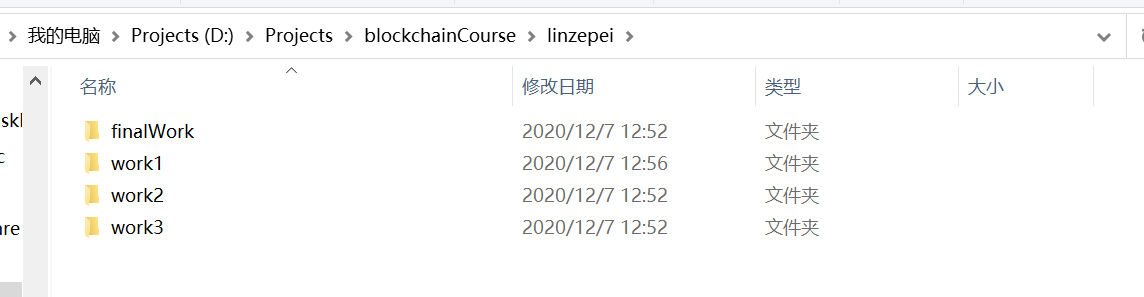 我的电脑 > Projects (D:) > Projects > blockchainCourse > linzepei >
名称 修改日期 类型 大小
finalWork 2020/12/7 12:52 文件夹
work1 2020/12/7 12:56 文件夹
work2 2020/12/7 12:52 文件夹
work3 2020/12/7 12:52 文件夹